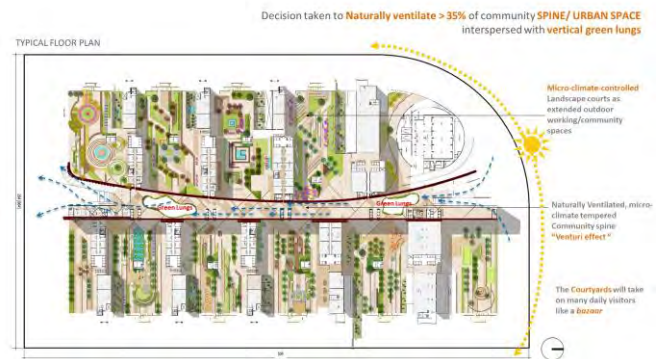 Decision taken to Naturally ventilate > 35% of community SPINE/ URBAN SPACE
interspersed with vertical green lungs
TYPICAL FLOOR PLAN
Micro-climate-controlled
Landscape courts as
extended outdoor
working/community
spaces
Green Lungs
Green Lungs
Naturally Ventilated, micro-
climate tempered
Community spine
"Venturi effect "
The Courtyards will take
on many daily visitors
like a bazaar